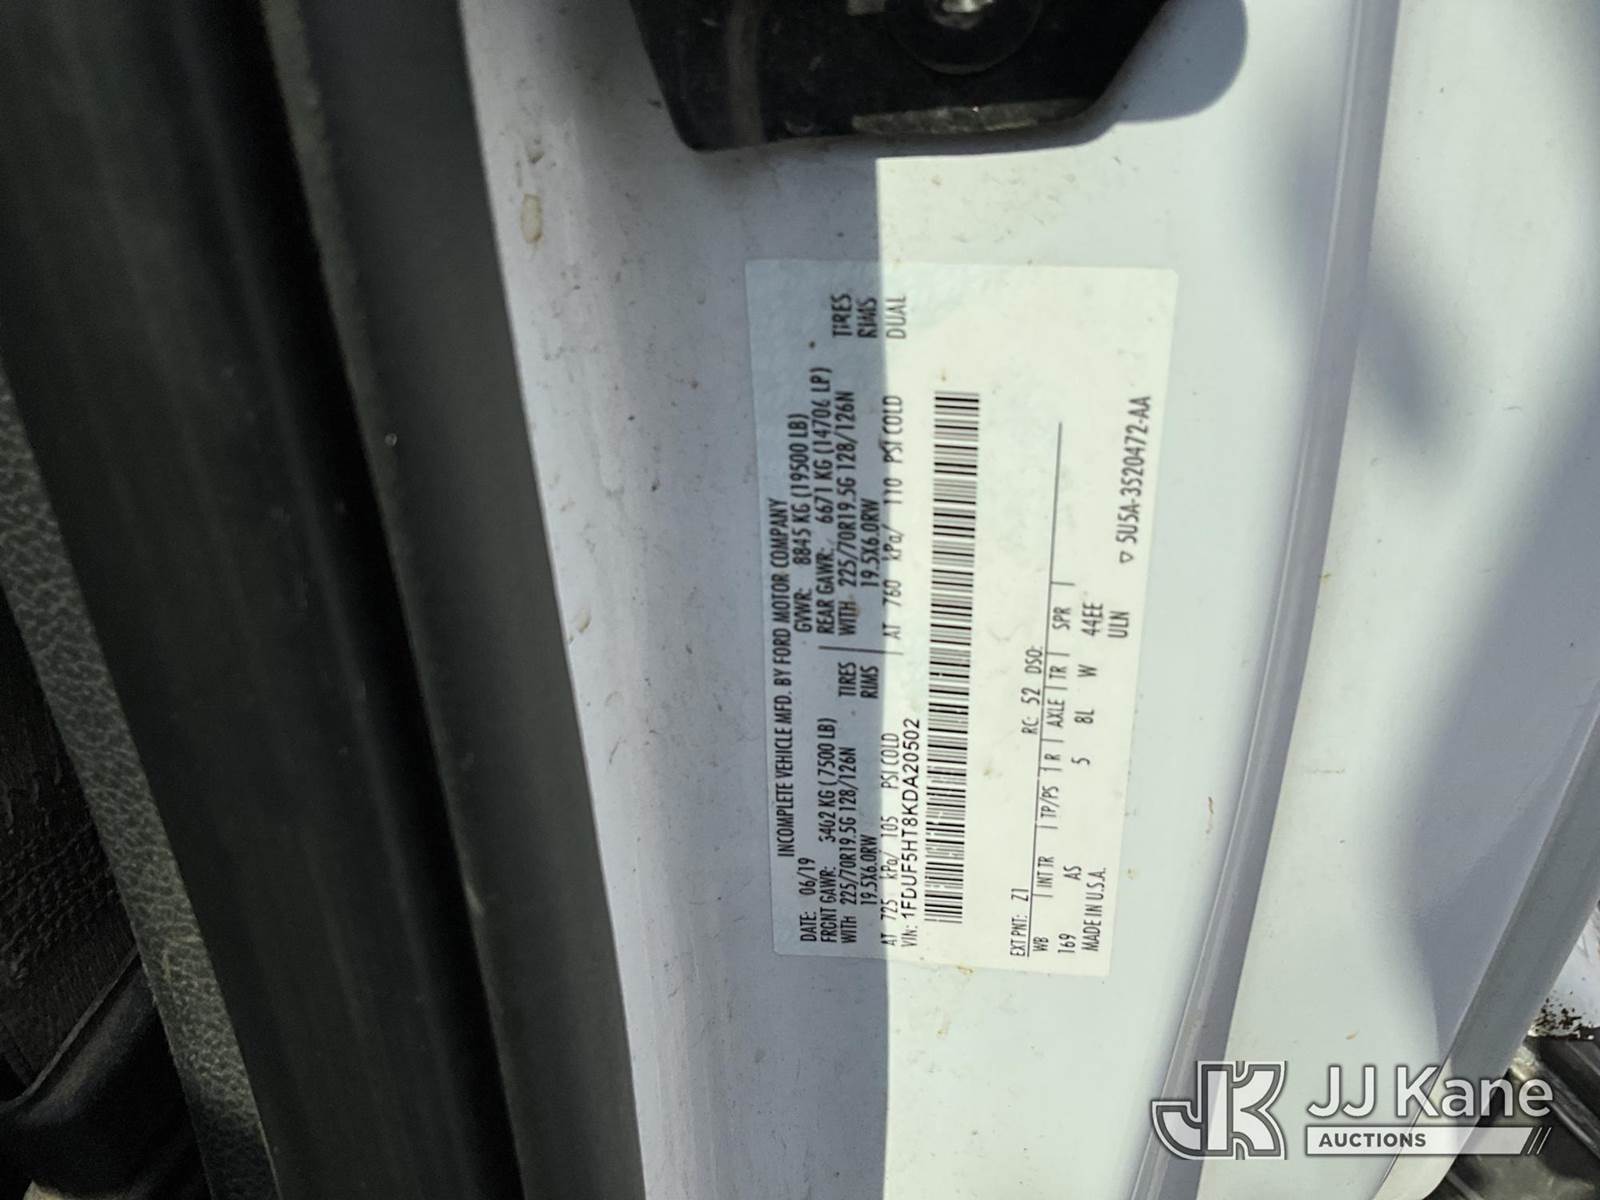 INCOMPLETE VEHICLE MFD. BY FORD MOTOR COMPANY
DATE: 06/19 GVWR: 8845 KG (19500 LB)
FRONT GAWR: 3402 KG (7500 LB) REAR GAWR: 6671 KG (14706 LP)
WITH 225/70R19.5G 128/126N TIRES WITH 225/70R19.5G 128/126N TIRES
19.5X6.0RW RIMS 19.5X6.0RW RIMS
AT 725 kPa/ 105 PSI COLD AT 760 kPa/ 110 PSI COLD DUAL
VIN: 1FDUF5HT8KDA20502
EXT PNT: Z1 RC: 52 DSO:
WB INT TR TP/PS R AXLE TR SPR
169 AS 5 8L W 44EE
MADE IN U.S.A. ULN
▽ 5U5A-3520472-AA
JK JJ Kane
AUCTIONS